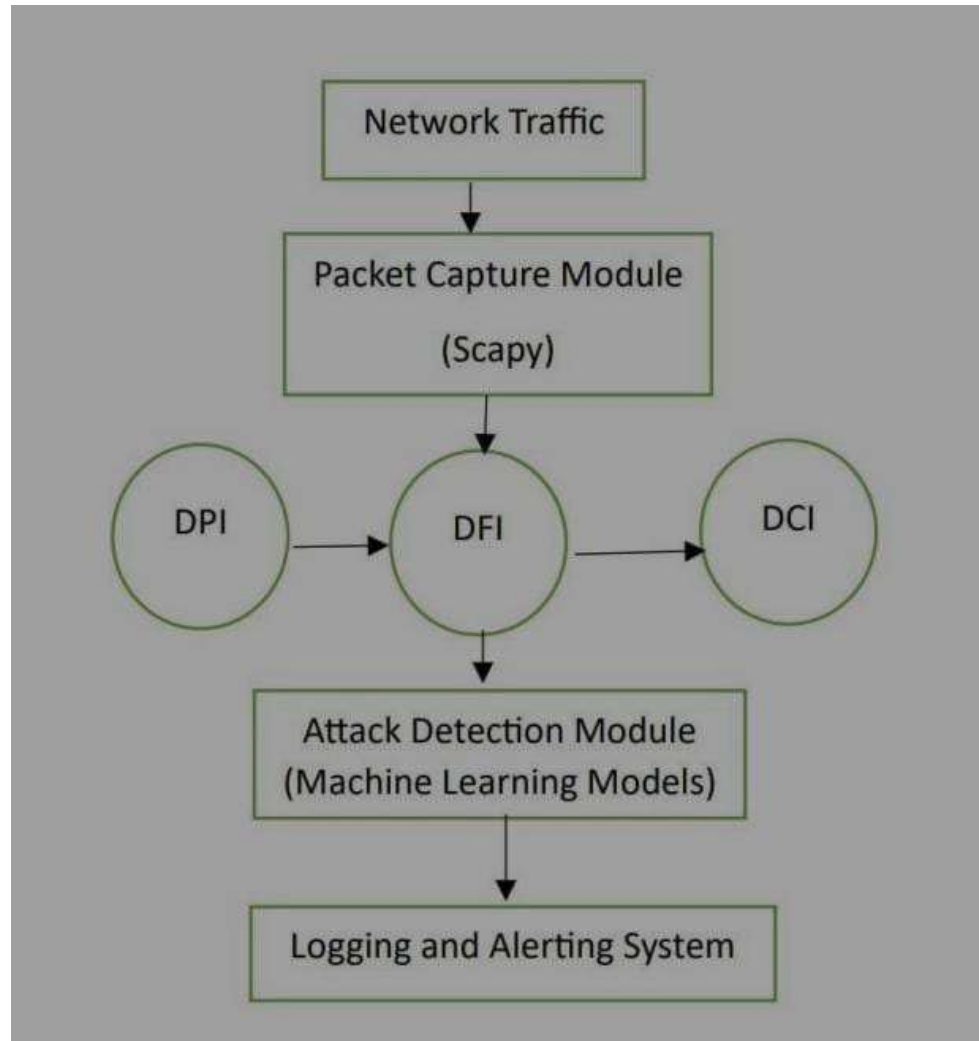 Network Traffic
Packet Capture Module
(Scapy)
DPI
DFI
DCI
Attack Detection Module
(Machine Learning Models)
Logging and Alerting System